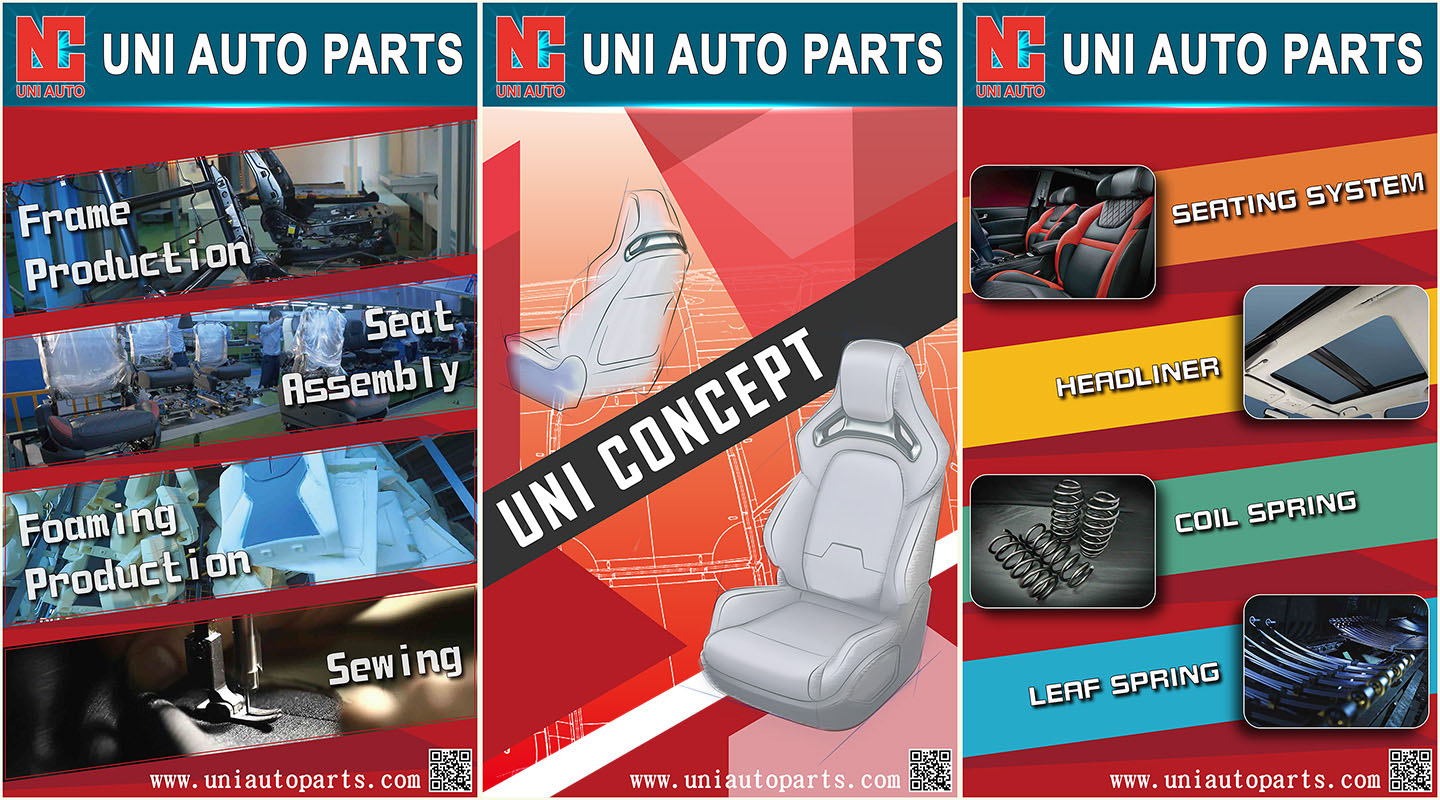 UNI AUTO PARTS
UNI AUTO
Frame
Production
Seat
Assembly
Foaming
Production
Sewing
www.uniautoparts.com
UNI AUTO PARTS
UNI AUTO
UNI CONCEPT
www.uniautoparts.com
UNI AUTO PARTS
UNI AUTO
SEATING SYSTEM
HEADLINER
COIL SPRING
LEAF SPRING
www.uniautoparts.com